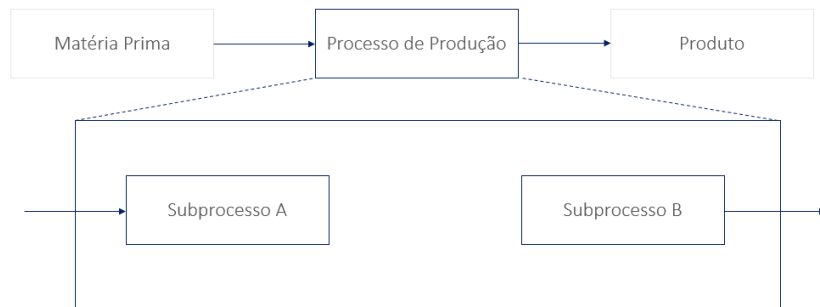 Matéria Prima
Processo de Produção
Produto
Subprocesso A
Subprocesso B